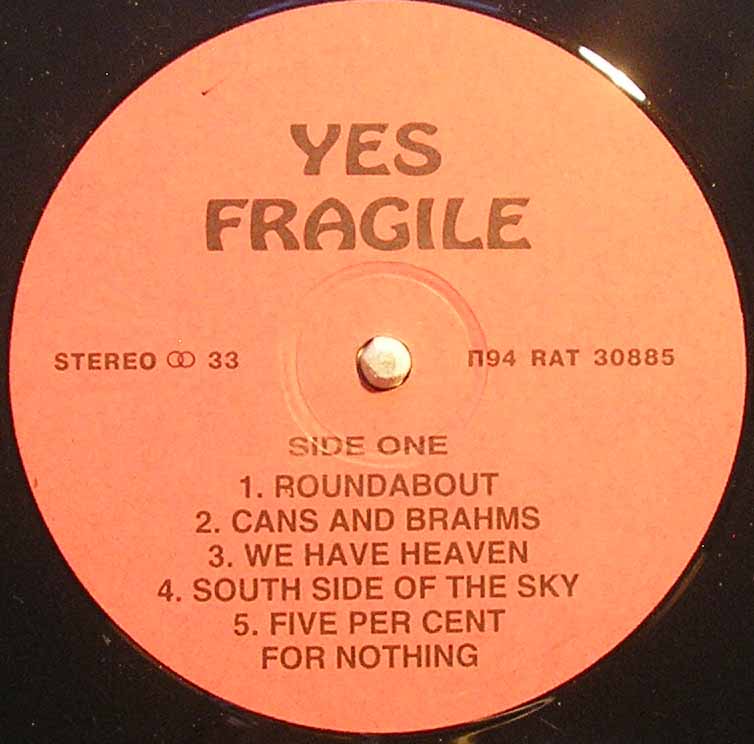 YES
FRAGILE
STEREO ꝏ 33
П94 RAT 30885
SIDE ONE
1. ROUNDABOUT
2. CANS AND BRAHMS
3. WE HAVE HEAVEN
4. SOUTH SIDE OF THE SKY
5. FIVE PER CENT
FOR NOTHING